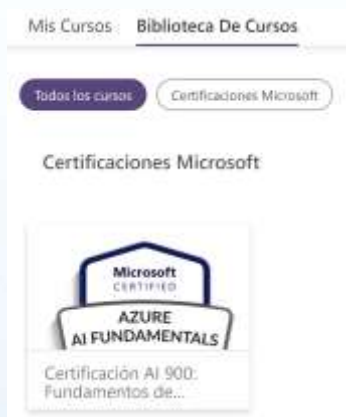 Mis Cursos Biblioteca De Cursos
Todos los cursos Certificaciones Microsoft
Certificaciones Microsoft
Microsoft
CERTIFIED
AZURE
AI FUNDAMENTALS
Certificación AI 900:
Fundamentos de...